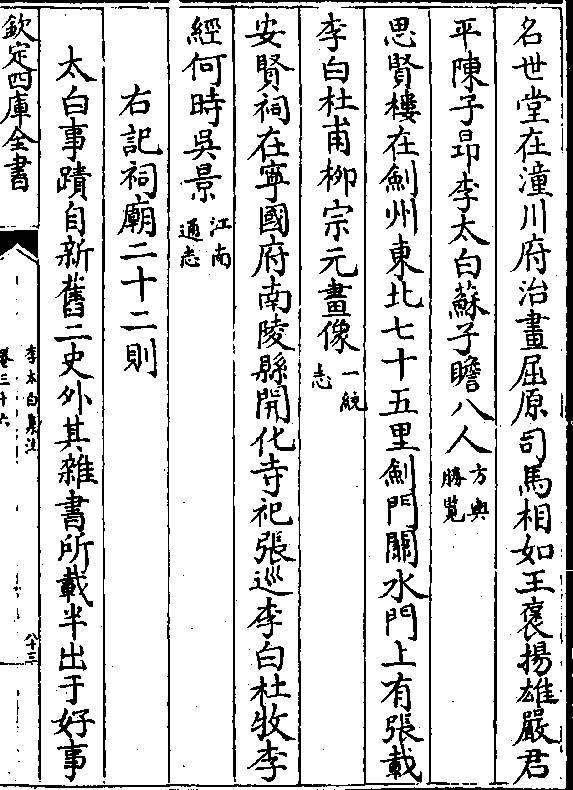 名世堂在潼川府治畫屈原司馬相如王褒揚雄嚴君
平陳子昻李太白蘇子瞻八人方輿勝覧
思賢樓在劍州東北七十五里劍門關水門上有張載
李白杜甫栁宗元畫像一統志
安賢祠在寧國府南陵縣開化寺祀張巡李白杜牧李
經何時吳景江南通志
右記祠廟二十二則
太白事蹟自新舊二史外其雜書所載半出于好事
欽定四庫全書
李太白集注
卷三十六
八十三